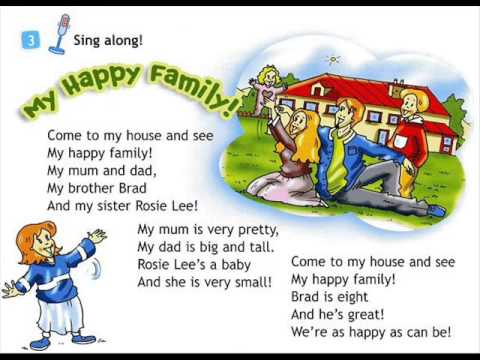 3
Sing along!
My Happy Family!
Come to my house and see
My happy family!
My mum and dad,
My brother Brad
And my sister Rosie Lee!
My mum is very pretty,
My dad is big and tall.
Rosie Lee's a baby
And she is very small!
Come to my house and see
My happy family!
Brad is eight
And he's great!
We're as happy as can be!